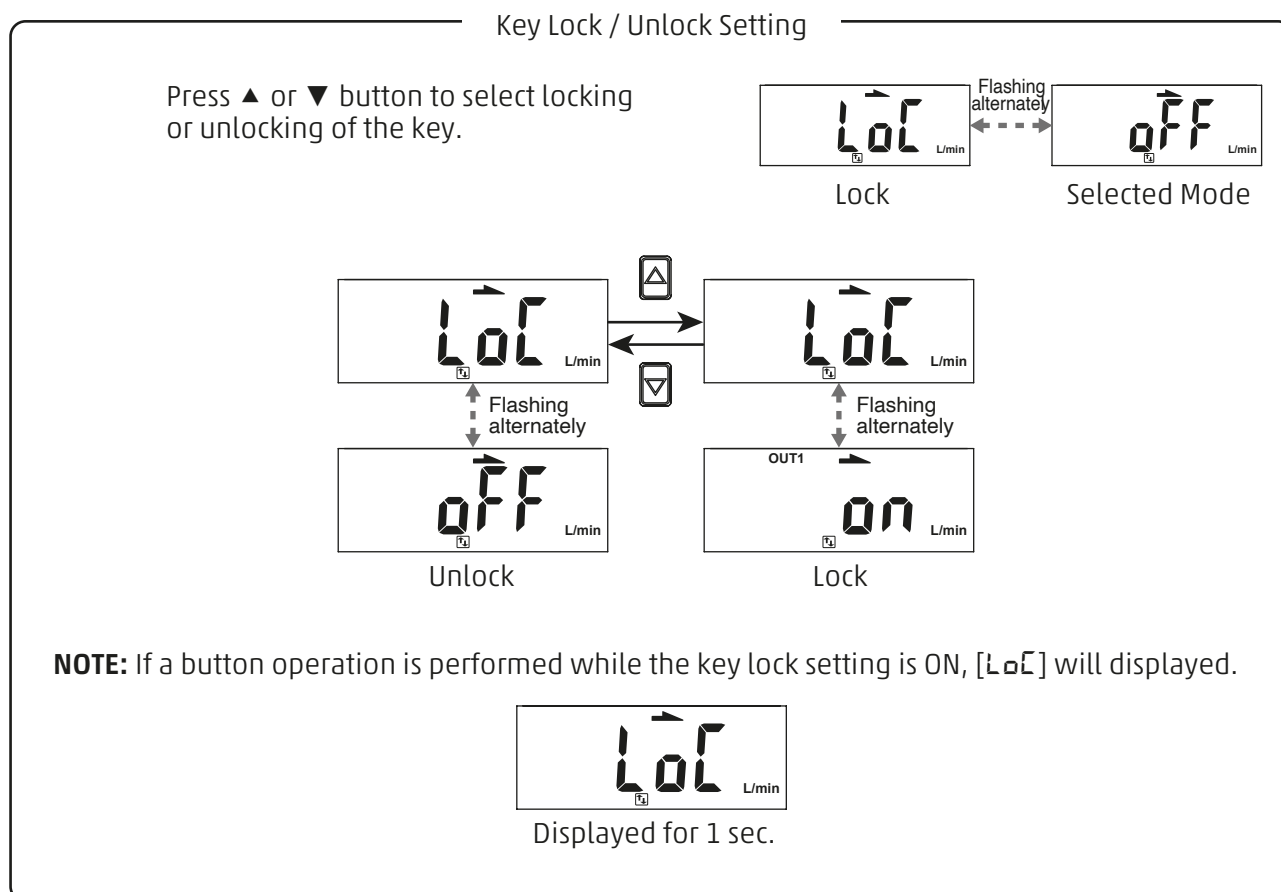 Key Lock / Unlock Setting
Press ▲ or ▼ button to select locking
or unlocking of the key.
Flashing
alternately
LoC
L/min
oFF
L/min
Lock
Selected Mode
LoC
L/min
LoC
L/min
Flashing
alternately
Flashing
alternately
oFF
L/min
OUT1
on
L/min
Unlock
Lock
NOTE: If a button operation is performed while the key lock setting is ON, [LoC] will displayed.
LoC
L/min
Displayed for 1 sec.